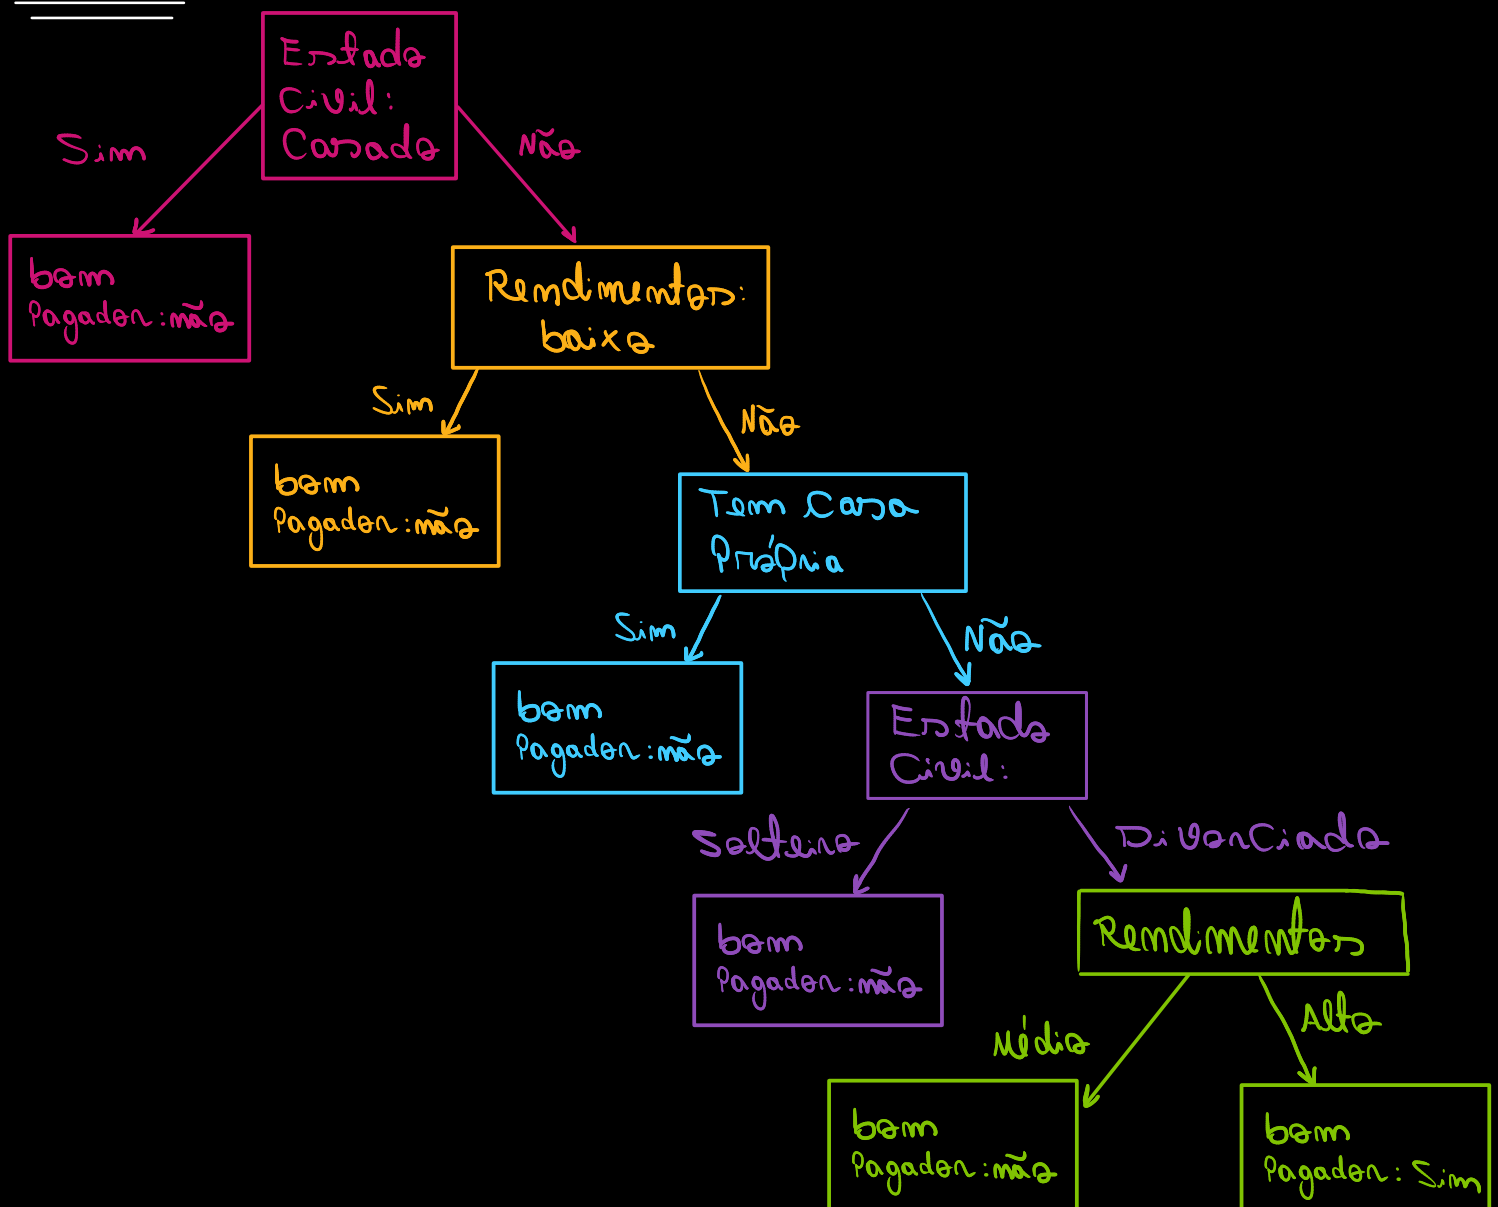 Estado
Civil:
Casado
Sim
Não
bom
Pagador: não
Rendimentos:
baixo
Sim
Não
bom
Pagador: não
Tem Casa
Própria
Sim
Não
bom
Pagador: não
Estado
Civil:
Solteiro
Divorciado
bom
Pagador: não
Rendimentos
Médio
Alto
bom
Pagador: não
bom
Pagador: Sim